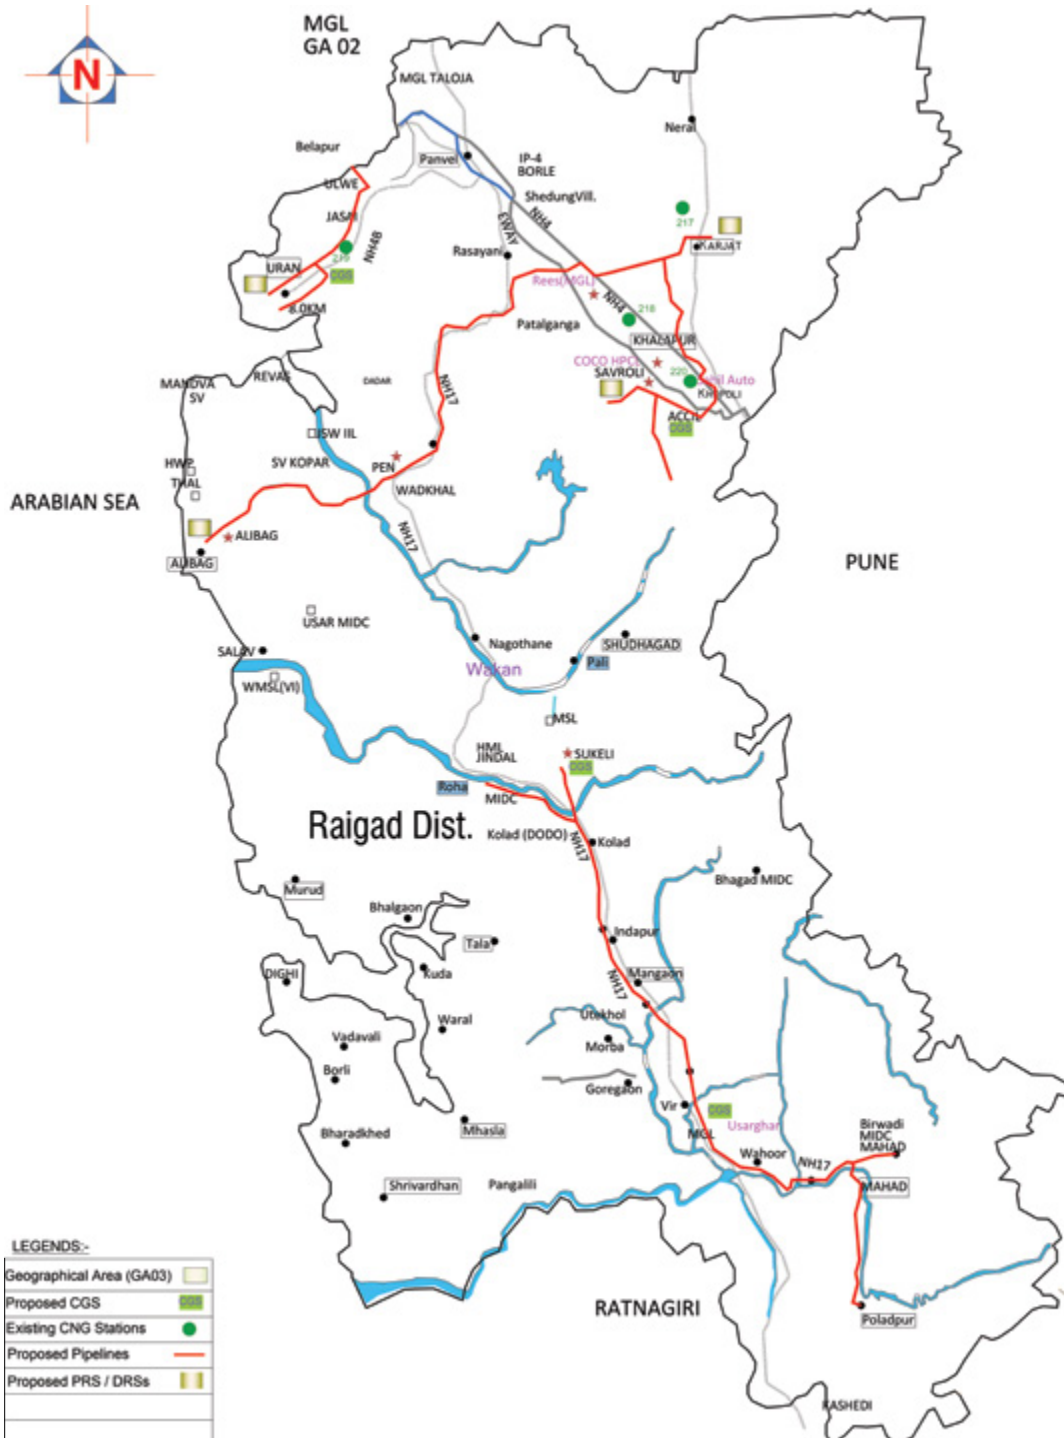 MGL
GA 02
N
MGL TALOJA
Neral
Belapur
Panvel
IP-4
BORLE
ULWE
ShedungVill.
JASAI
NH4
217
EWAY
219
NH4B
Rasayani
KARJAT
URAN
CGS
Rees(MGL)
8.0KM
NH4
218
Patalganga
KHALAPUR
COCO HPCL
REVAS
MANDVA
SV
DADAR
NH17
SAVROLI
220
Auto
ACCIL
CGS
JSW IIL
HWP
SV KOPAR
PEN
THAL
WADKHAL
ARABIAN SEA
ALIBAG
NH17
ALIBAG
PUNE
USAR MIDC
Nagothane
SHUDHAGAD
SALAV
Wakan
Pali
WMSL(VI)
MSL
HML
JINDAL
SUKELI
CGS
Roha
MIDC
Raigad Dist.
Kolad (DODO)
NH17
Kolad
Murud
Bhagad MIDC
Bhalgaon
Tala
Indapur
DIGHI
Kuda
NH17
Mangaon
Utekhol
Waral
Vadavali
Morba
Borli
Goregaon
Vir
CGS
Mhasla
Usarghar
Birwadi
MIDC
MAHAD
MGL
Bharadkhed
Wahoor
NH17
Shrivardhan
Pangalili
MAHAD
LEGENDS:-
Geographical Area (GA03)
Proposed CGS
CGS
Existing CNG Stations
Proposed Pipelines
Proposed PRS / DRSs
RATNAGIRI
Poladpur
KASHEDI